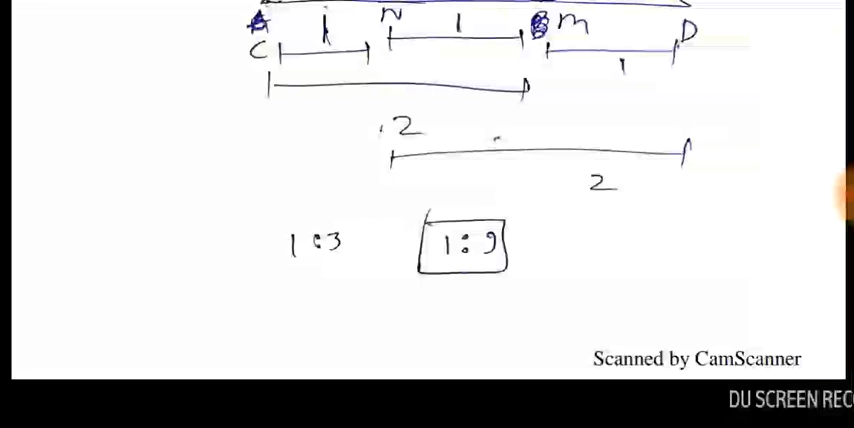 1 N 1 B m D
C 1
2
2
1:3 1:9
Scanned by CamScanner
DU SCREEN REC